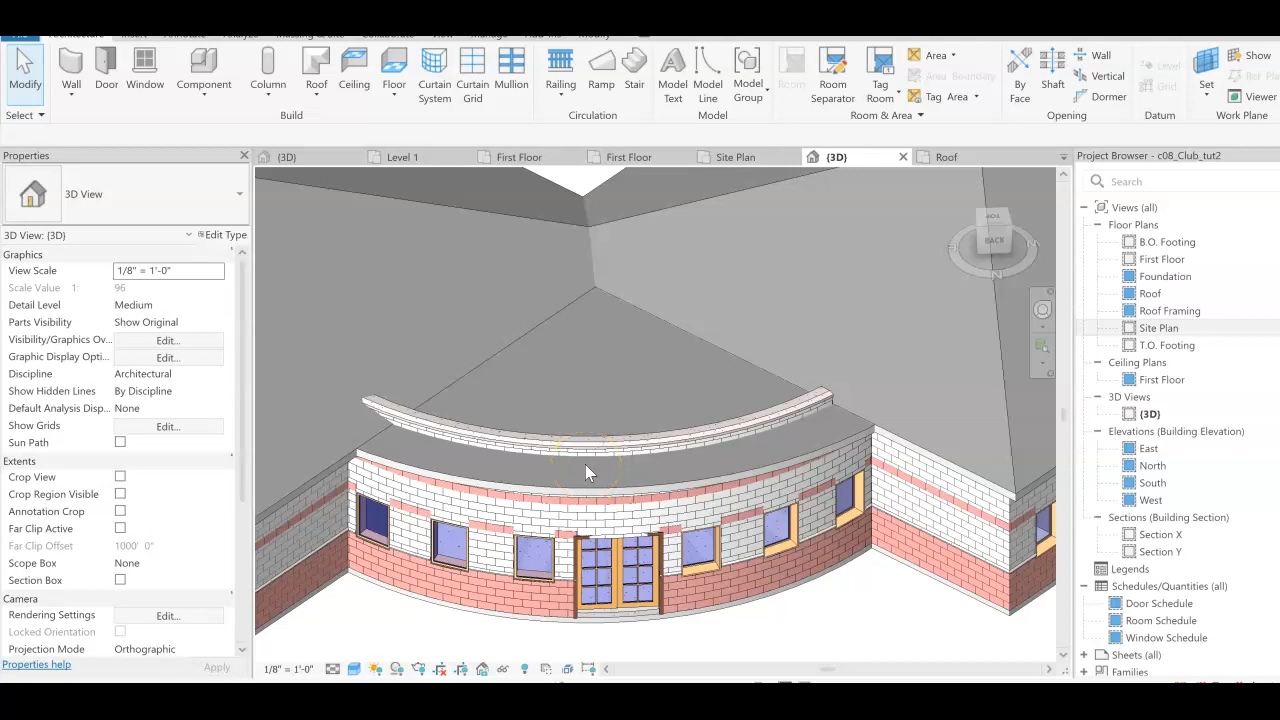 Modify
Wall
Door
Window
Component
Column
Roof
Ceiling
Floor
Curtain System
Curtain Grid
Mullion
Railing
Ramp
Stair
Model Text
Model Line
Model Group
Room
Room Separator
Tag Room
Area
Area Boundary
Tag Area
By Face
Shaft
Wall
Vertical
Dormer
Level
Grid
Set
Show
Viewer
Select
Build
Circulation
Model
Room & Area
Opening
Datum
Work Plane
Properties
{3D}
Level 1
First Floor
First Floor
Site Plan
{3D}
Roof
Project Browser - c08_Club_tut2
3D View
3D View: {3D}
Edit Type
Graphics
View Scale 1/8" = 1'-0"
Scale Value 1: 96
Detail Level Medium
Parts Visibility Show Original
Visibility/Graphics Ov... Edit...
Graphic Display Opti... Edit...
Discipline Architectural
Show Hidden Lines By Discipline
Default Analysis Disp... None
Show Grids Edit...
Sun Path
Extents
Crop View
Crop Region Visible
Annotation Crop
Far Clip Active
Far Clip Offset 1000' 0"
Scope Box None
Section Box
Camera
Rendering Settings Edit...
Locked Orientation
Projection Mode Orthographic
Properties help
Apply
TOP
BACK
N
1/8" = 1'-0"
Search
Views (all)
Floor Plans
B.O. Footing
First Floor
Foundation
Roof
Roof Framing
Site Plan
T.O. Footing
Ceiling Plans
First Floor
3D Views
{3D}
Elevations (Building Elevation)
East
North
South
West
Sections (Building Section)
Section X
Section Y
Legends
Schedules/Quantities (all)
Door Schedule
Room Schedule
Window Schedule
Sheets (all)
Families